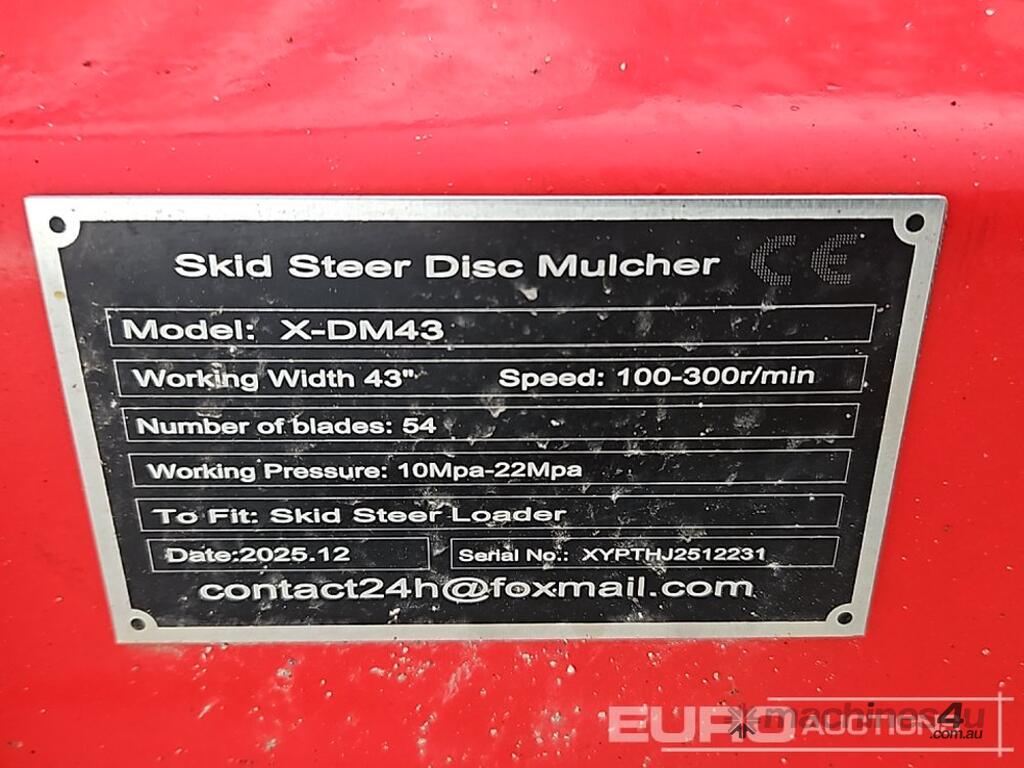 Skid Steer Disc Mulcher CE
Model: X-DM43
Working Width 43" Speed: 100-300r/min
Number of blades: 54
Working Pressure: 10Mpa-22Mpa
To Fit: Skid Steer Loader
Date:2025.12 Serial No.: XYPTHJ2512231
contact24h@foxmail.com
EURO AUCTIONS
machines4u
.com.au